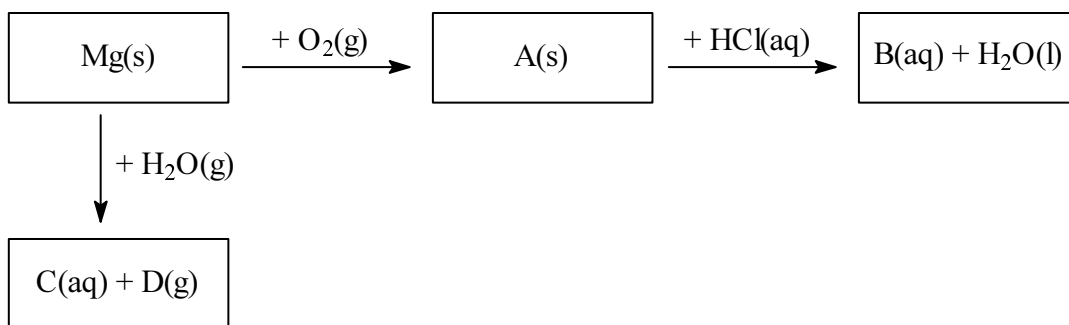 Mg(s)
+ O₂(g)
A(s)
+ HCl(aq)
B(aq) + H₂O(l)
+ H₂O(g)
C(aq) + D(g)